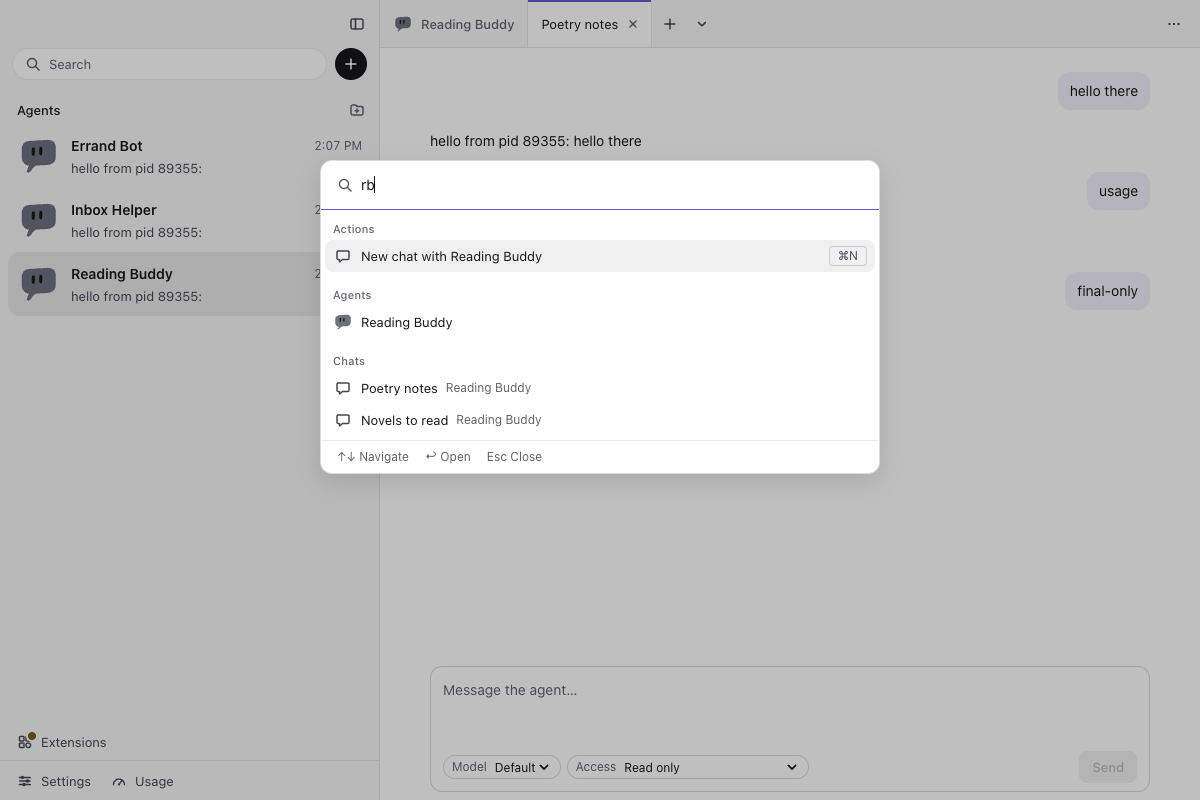 Search
Agents
Errand Bot
2:07 PM
hello from pid 89355:
Inbox Helper
2
hello from pid 89355:
Reading Buddy
2
hello from pid 89355:
Extensions
Settings
Usage
Reading Buddy
Poetry notes
hello there
hello from pid 89355: hello there
usage
final-only
rb
Actions
New chat with Reading Buddy
⌘N
Agents
Reading Buddy
Chats
Poetry notes Reading Buddy
Novels to read Reading Buddy
↑↓ Navigate ↩ Open Esc Close
Message the agent...
Model Default
Access Read only
Send